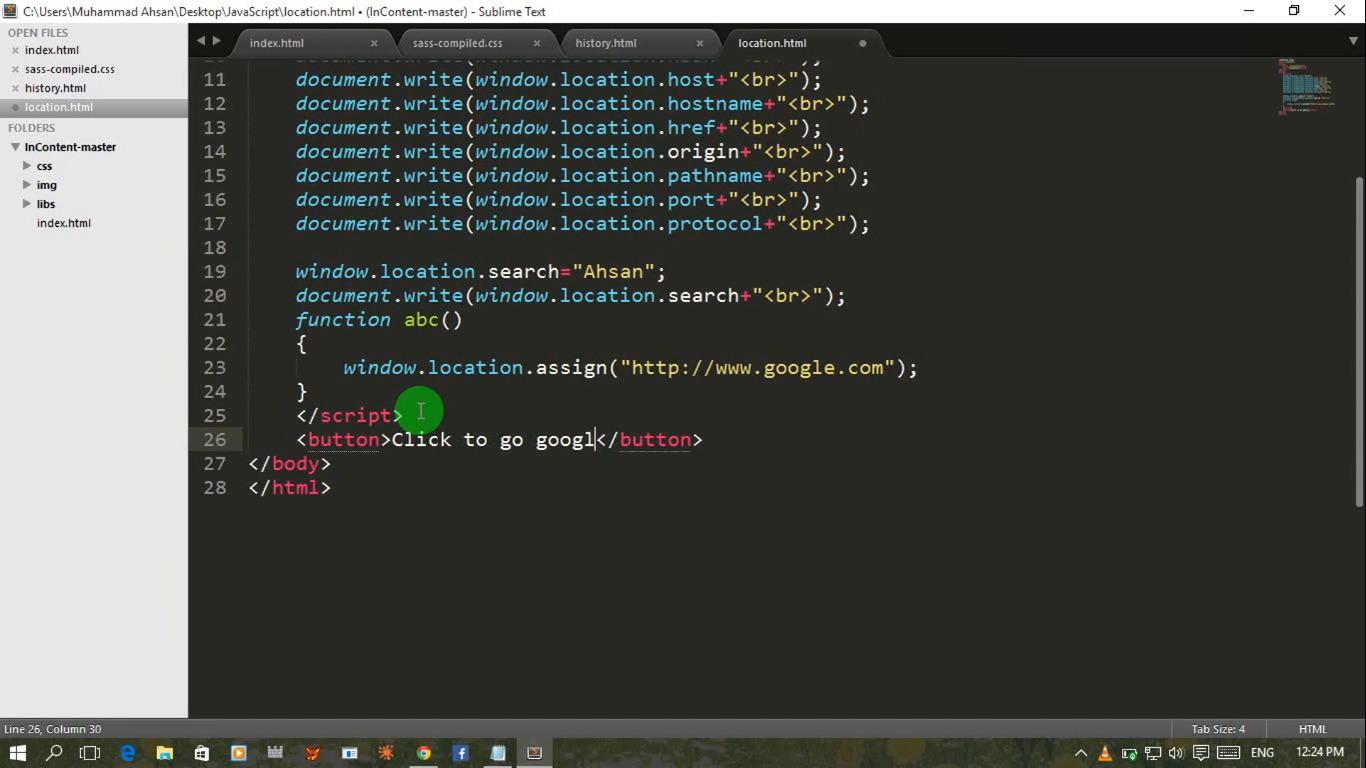 C:\Users\Muhammad Ahsan\Desktop\JavaScript\location.html • (InContent-master) - Sublime Text
OPEN FILES
index.html
sass-compiled.css
history.html
location.html
FOLDERS
InContent-master
css
img
libs
index.html
index.html
sass-compiled.css
history.html
location.html
11 document.write(window.location.host+"<br>");
12 document.write(window.location.hostname+"<br>");
13 document.write(window.location.href+"<br>");
14 document.write(window.location.origin+"<br>");
15 document.write(window.location.pathname+"<br>");
16 document.write(window.location.port+"<br>");
17 document.write(window.location.protocol+"<br>");
18
19 window.location.search="Ahsan";
20 document.write(window.location.search+"<br>");
21 function abc()
22 {
23 window.location.assign("http://www.google.com");
24 }
25 </script>
26 <button>Click to go googl</button>
27 </body>
28 </html>
Line 26, Column 30
Tab Size: 4
HTML
ENG
12:24 PM